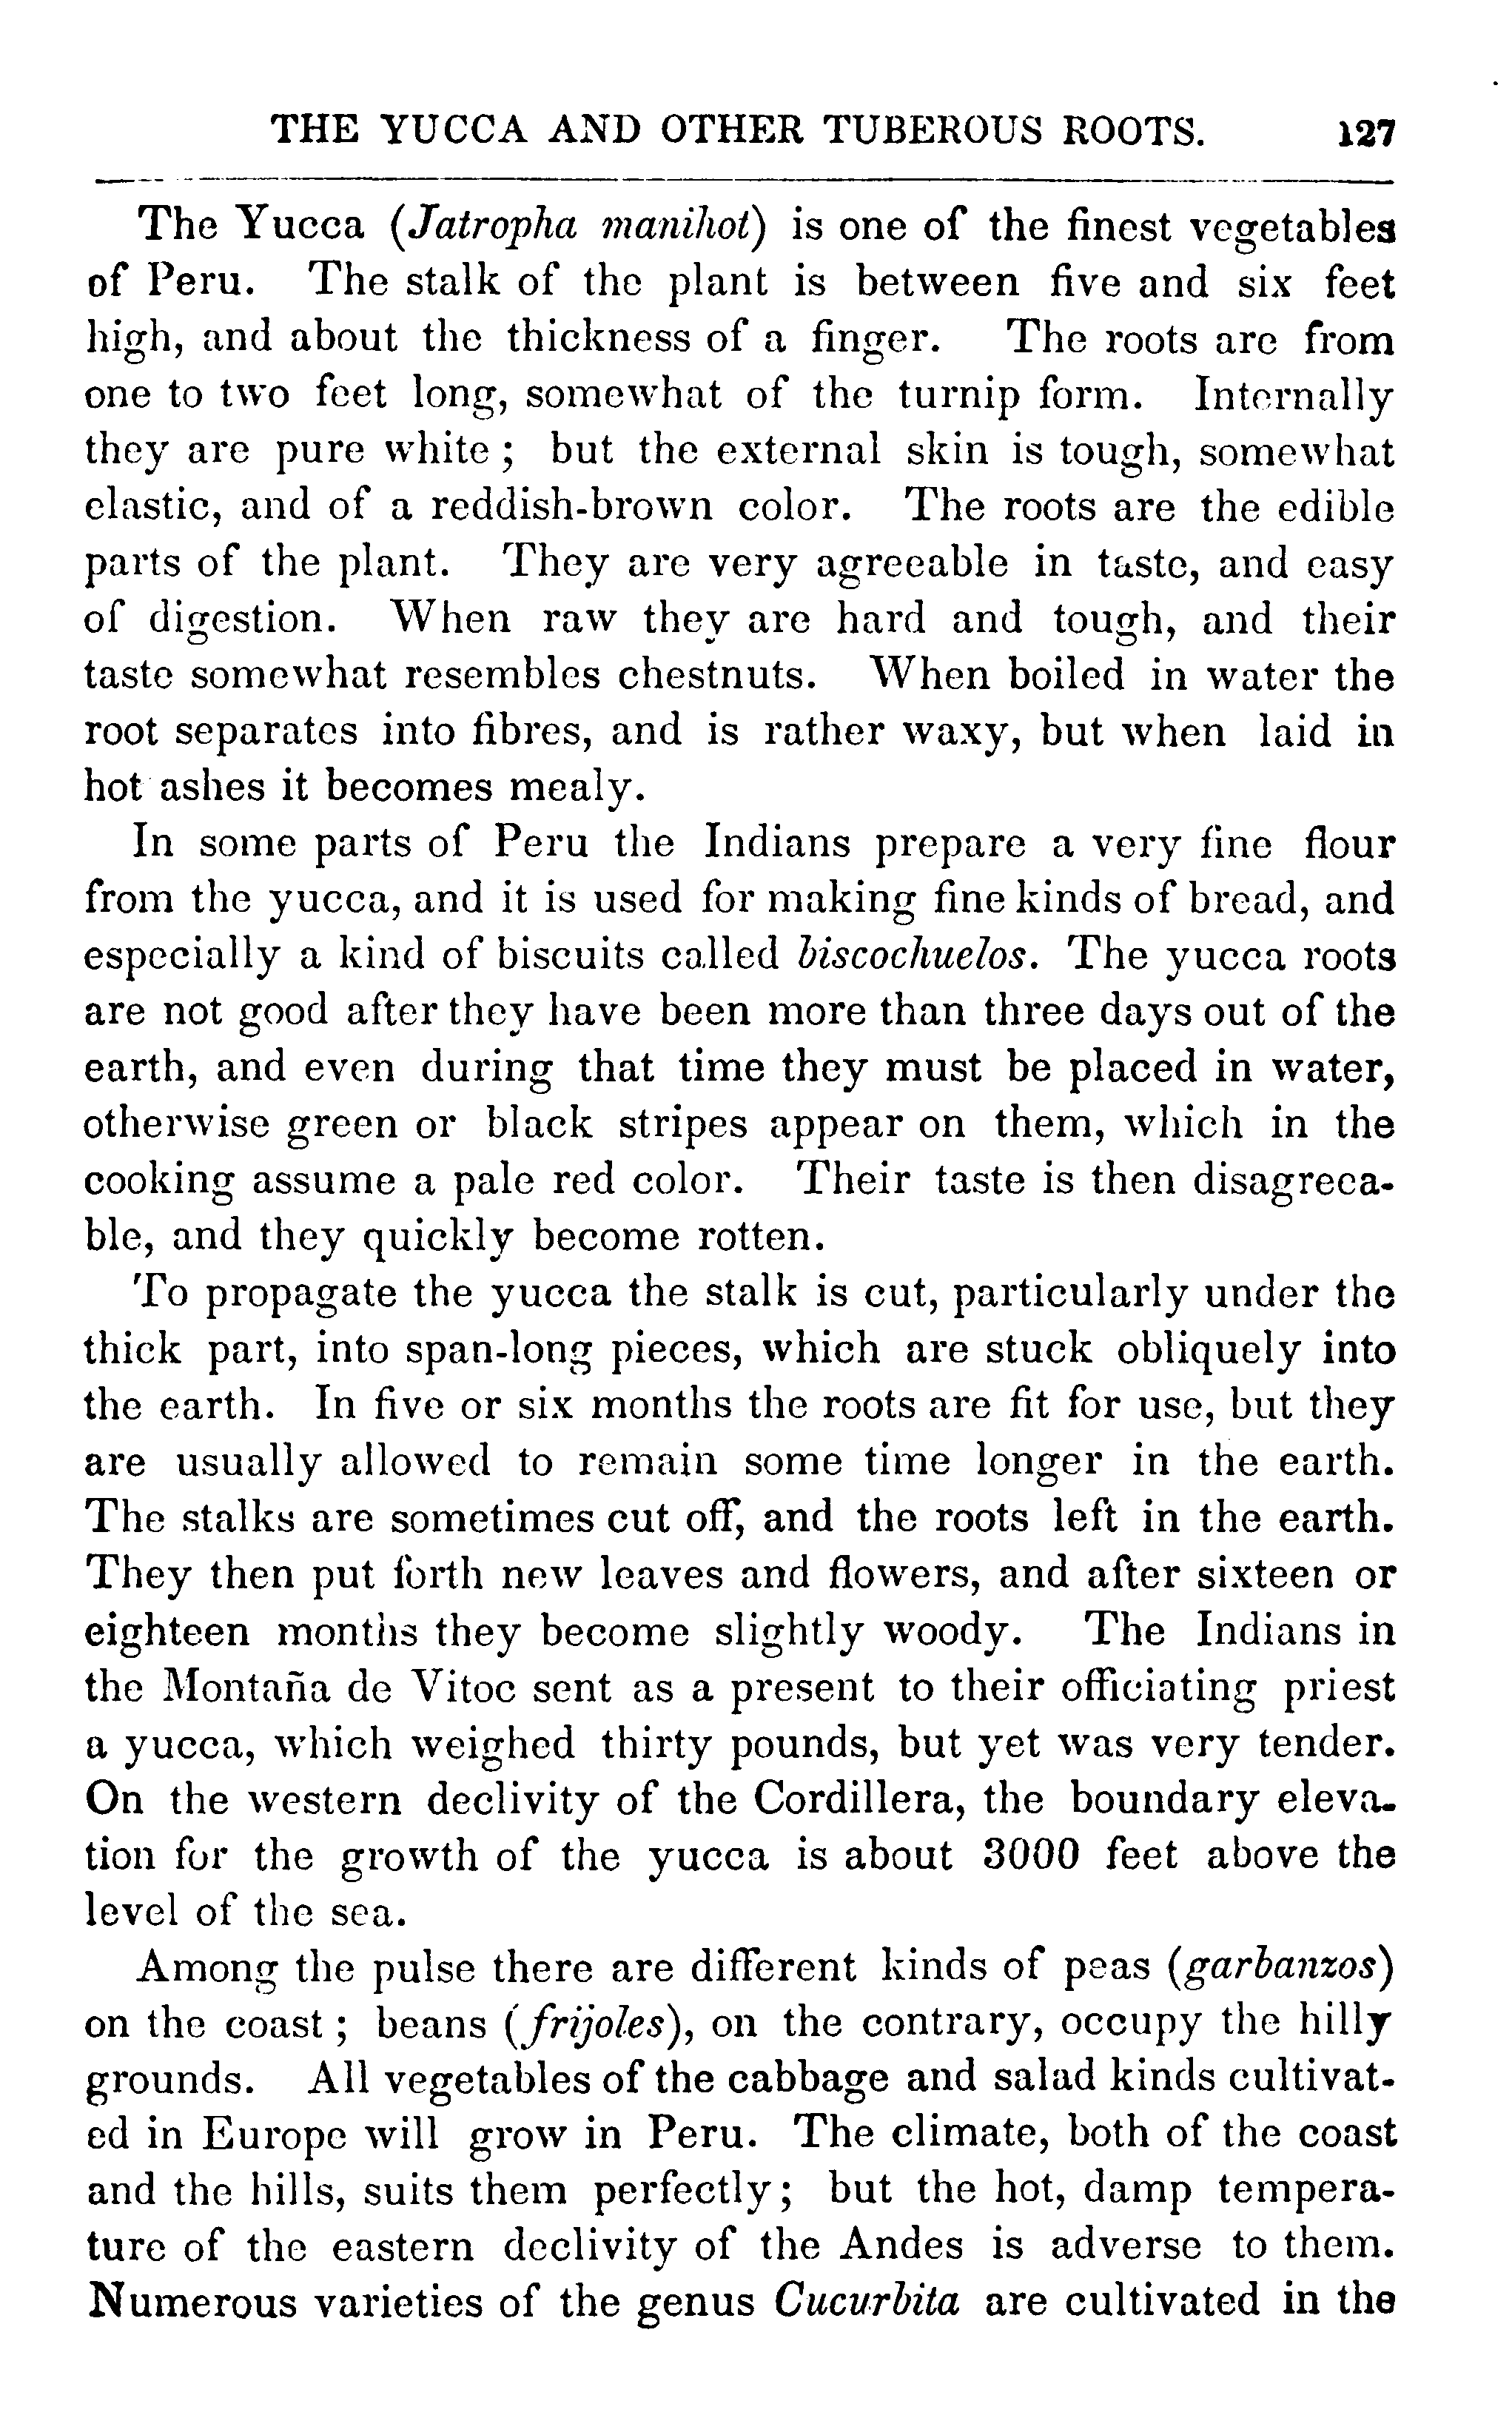 THE YUCCA AND OTHER TUBEROUS ROOTS. 127
The Yucca (Jatropha manihot) is one of the finest vegetables
of Peru. The stalk of the plant is between five and six feet
high, and about the thickness of a finger. The roots are from
one to two feet long, somewhat of the turnip form. Internally
they are pure white ; but the external skin is tough, somewhat
elastic, and of a reddish-brown color. The roots are the edible
parts of the plant. They are very agreeable in taste, and easy
of digestion. When raw they are hard and tough, and their
taste somewhat resembles chestnuts. When boiled in water the
root separates into fibres, and is rather waxy, but when laid in
hot ashes it becomes mealy.
In some parts of Peru the Indians prepare a very fine flour
from the yucca, and it is used for making fine kinds of bread, and
especially a kind of biscuits called biscochuelos. The yucca roots
are not good after they have been more than three days out of the
earth, and even during that time they must be placed in water,
otherwise green or black stripes appear on them, which in the
cooking assume a pale red color. Their taste is then disagreea-
ble, and they quickly become rotten.
To propagate the yucca the stalk is cut, particularly under the
thick part, into span-long pieces, which are stuck obliquely into
the earth. In five or six months the roots are fit for use, but they
are usually allowed to remain some time longer in the earth.
The stalks are sometimes cut off, and the roots left in the earth.
They then put forth new leaves and flowers, and after sixteen or
eighteen months they become slightly woody. The Indians in
the Montaña de Vitoc sent as a present to their officiating priest
a yucca, which weighed thirty pounds, but yet was very tender.
On the western declivity of the Cordillera, the boundary eleva-
tion for the growth of the yucca is about 3000 feet above the
level of the sea.
Among the pulse there are different kinds of peas (garbanzos)
on the coast ; beans (frijoles), on the contrary, occupy the hilly
grounds. All vegetables of the cabbage and salad kinds cultivat-
ed in Europe will grow in Peru. The climate, both of the coast
and the hills, suits them perfectly ; but the hot, damp tempera-
ture of the eastern declivity of the Andes is adverse to them.
Numerous varieties of the genus Cucurbita are cultivated in the